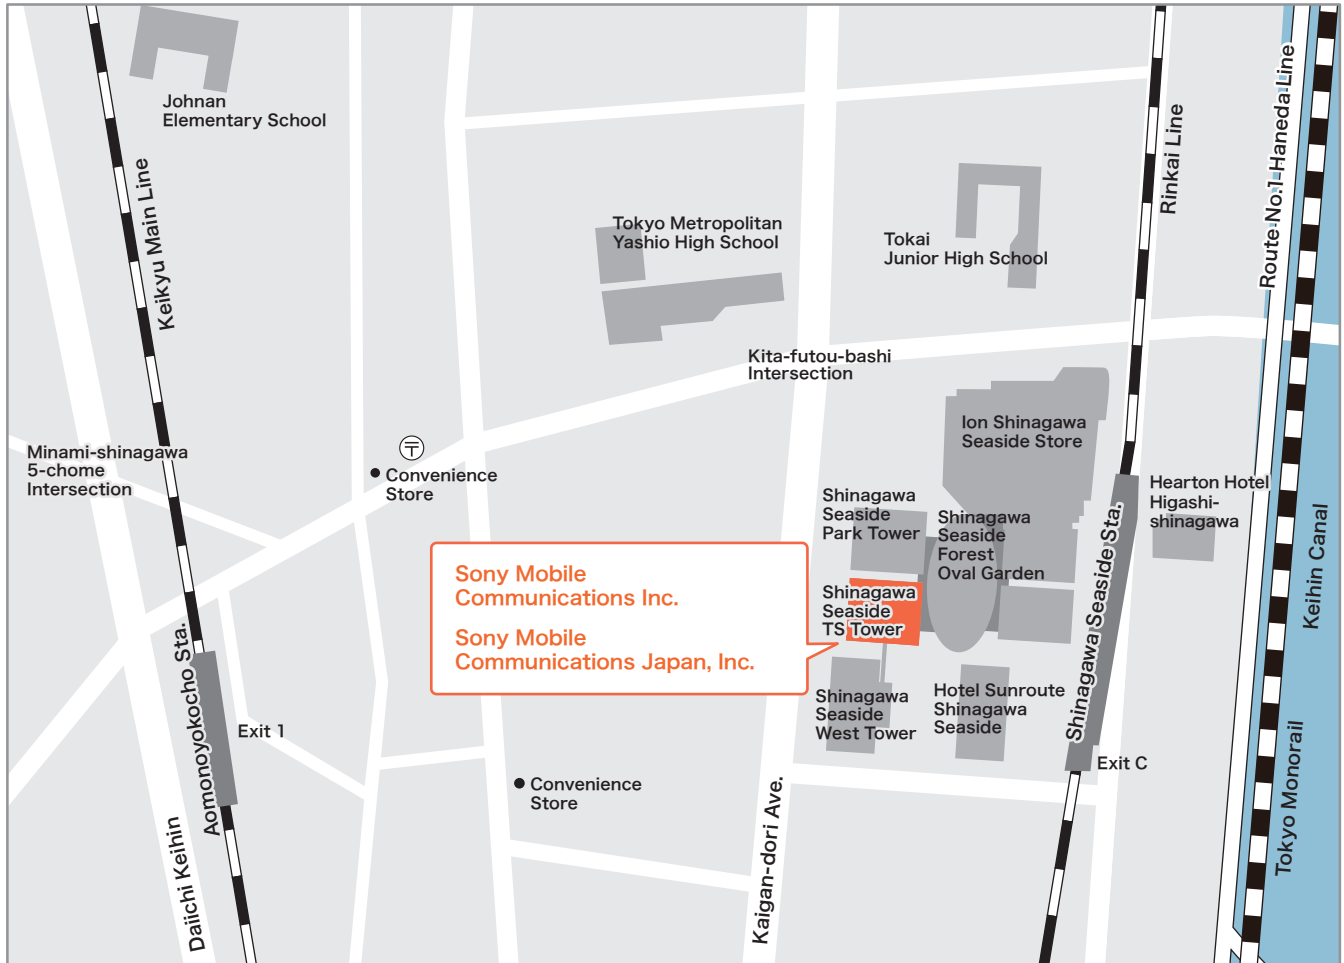 Johnan
Elementary School
Keikyu Main Line
Tokyo Metropolitan
Yashio High School
Tokai
Junior High School
Rinkai Line
Route No.1 Haneda Line
Kita-futou-bashi
Intersection
Minami-shinagawa
5-chome
Intersection
〒
Convenience
Store
Ion Shinagawa
Seaside Store
Hearton Hotel
Higashi-
shinagawa
Shinagawa
Seaside
Park Tower
Shinagawa
Seaside
Forest
Oval Garden
Shinagawa Seaside Sta.
Keihin Canal
Sony Mobile
Communications Inc.
Sony Mobile
Communications Japan, Inc.
Shinagawa
Seaside
TS Tower
Aomonoyokocho Sta.
Exit 1
Shinagawa
Seaside
West Tower
Hotel Sunroute
Shinagawa
Seaside
Exit C
Tokyo Monorail
Convenience
Store
Kaigan-dori Ave.
Daiichi Keihin